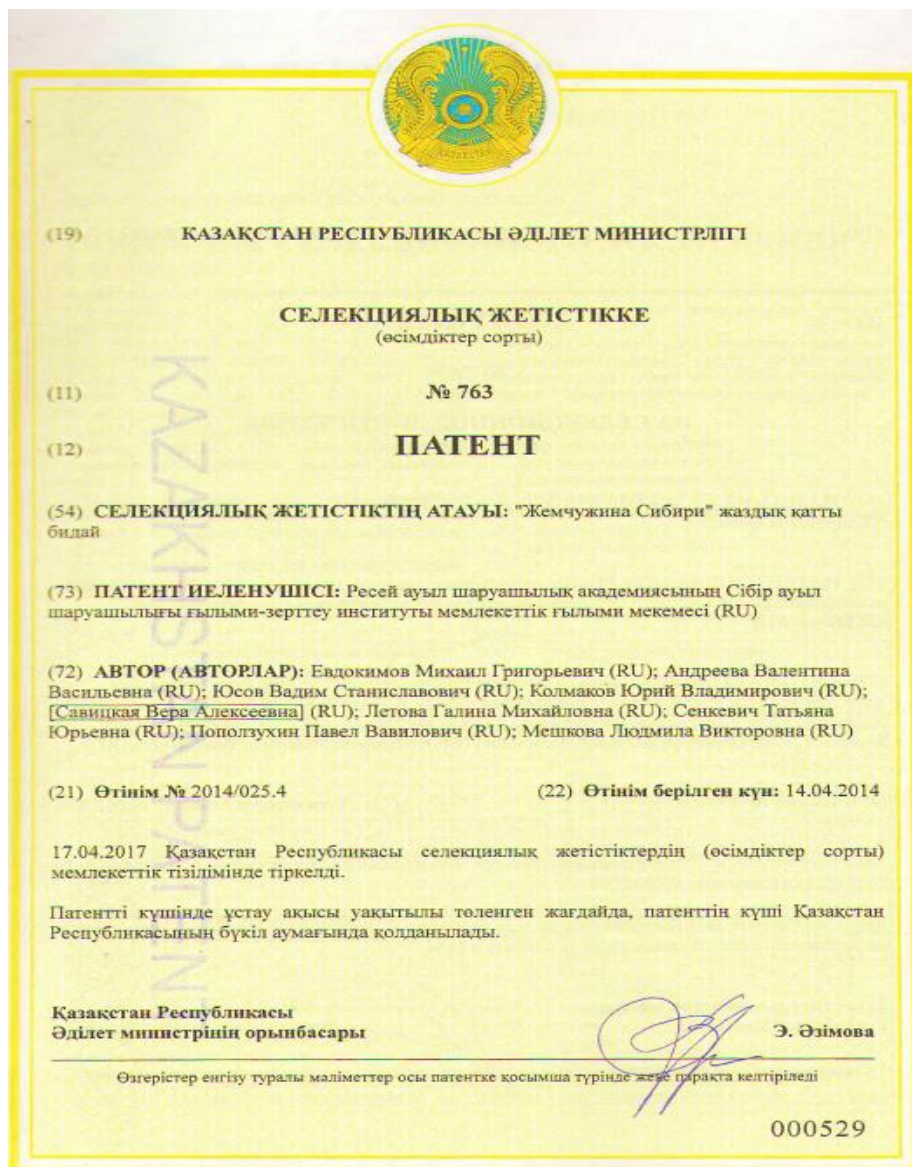 ҚАЗАҚСТАН
(19) ҚАЗАҚСТАН РЕСПУБЛИКАСЫ ӘДІЛЕТ МИНИСТРЛІГІ
СЕЛЕКЦИЯЛЫҚ ЖЕТІСТІККЕ
(өсімдіктер сорты)
(11) № 763
(12) ПАТЕНТ
(54) СЕЛЕКЦИЯЛЫҚ ЖЕТІСТІКТІҢ АТАУЫ: "Жемчужина Сибири" жаздық қатты
бидай
(73) ПАТЕНТ ИЕЛЕНУШІСІ: Ресей ауыл шаруашылық академиясының Сібір ауыл
шаруашылығы ғылыми-зерттеу институты мемлекеттік ғылыми мекемесі (RU)
(72) АВТОР (АВТОРЛАР): Евдокимов Михаил Григорьевич (RU); Андреева Валентина
Васильевна (RU); Юсов Вадим Станиславович (RU); Колмаков Юрий Владимирович (RU);
[Савицкая Вера Алексеевна] (RU); Летова Галина Михайловна (RU); Сенкевич Татьяна
Юрьевна (RU); Поползухин Павел Вавилович (RU); Мешкова Людмила Викторовна (RU)
(21) Өтінім № 2014/025.4 (22) Өтінім берілген күн: 14.04.2014
17.04.2017 Қазақстан Республикасы селекциялық жетістіктердің (өсімдіктер сорты)
мемлекеттік тізілімінде тіркелді.
Патентті күшінде ұстау ақысы уақытылы төленген жағдайда, патенттің күші Қазақстан
Республикасының бүкіл аумағында қолданылады.
Қазақстан Республикасы
Әділет министрінің орынбасары Э. Әзімова
Өзгерістер енгізу туралы мәліметтер осы патентке қосымша түрінде жеке парақта келтіріледі
000529
KAZAKHSTAN PATENT